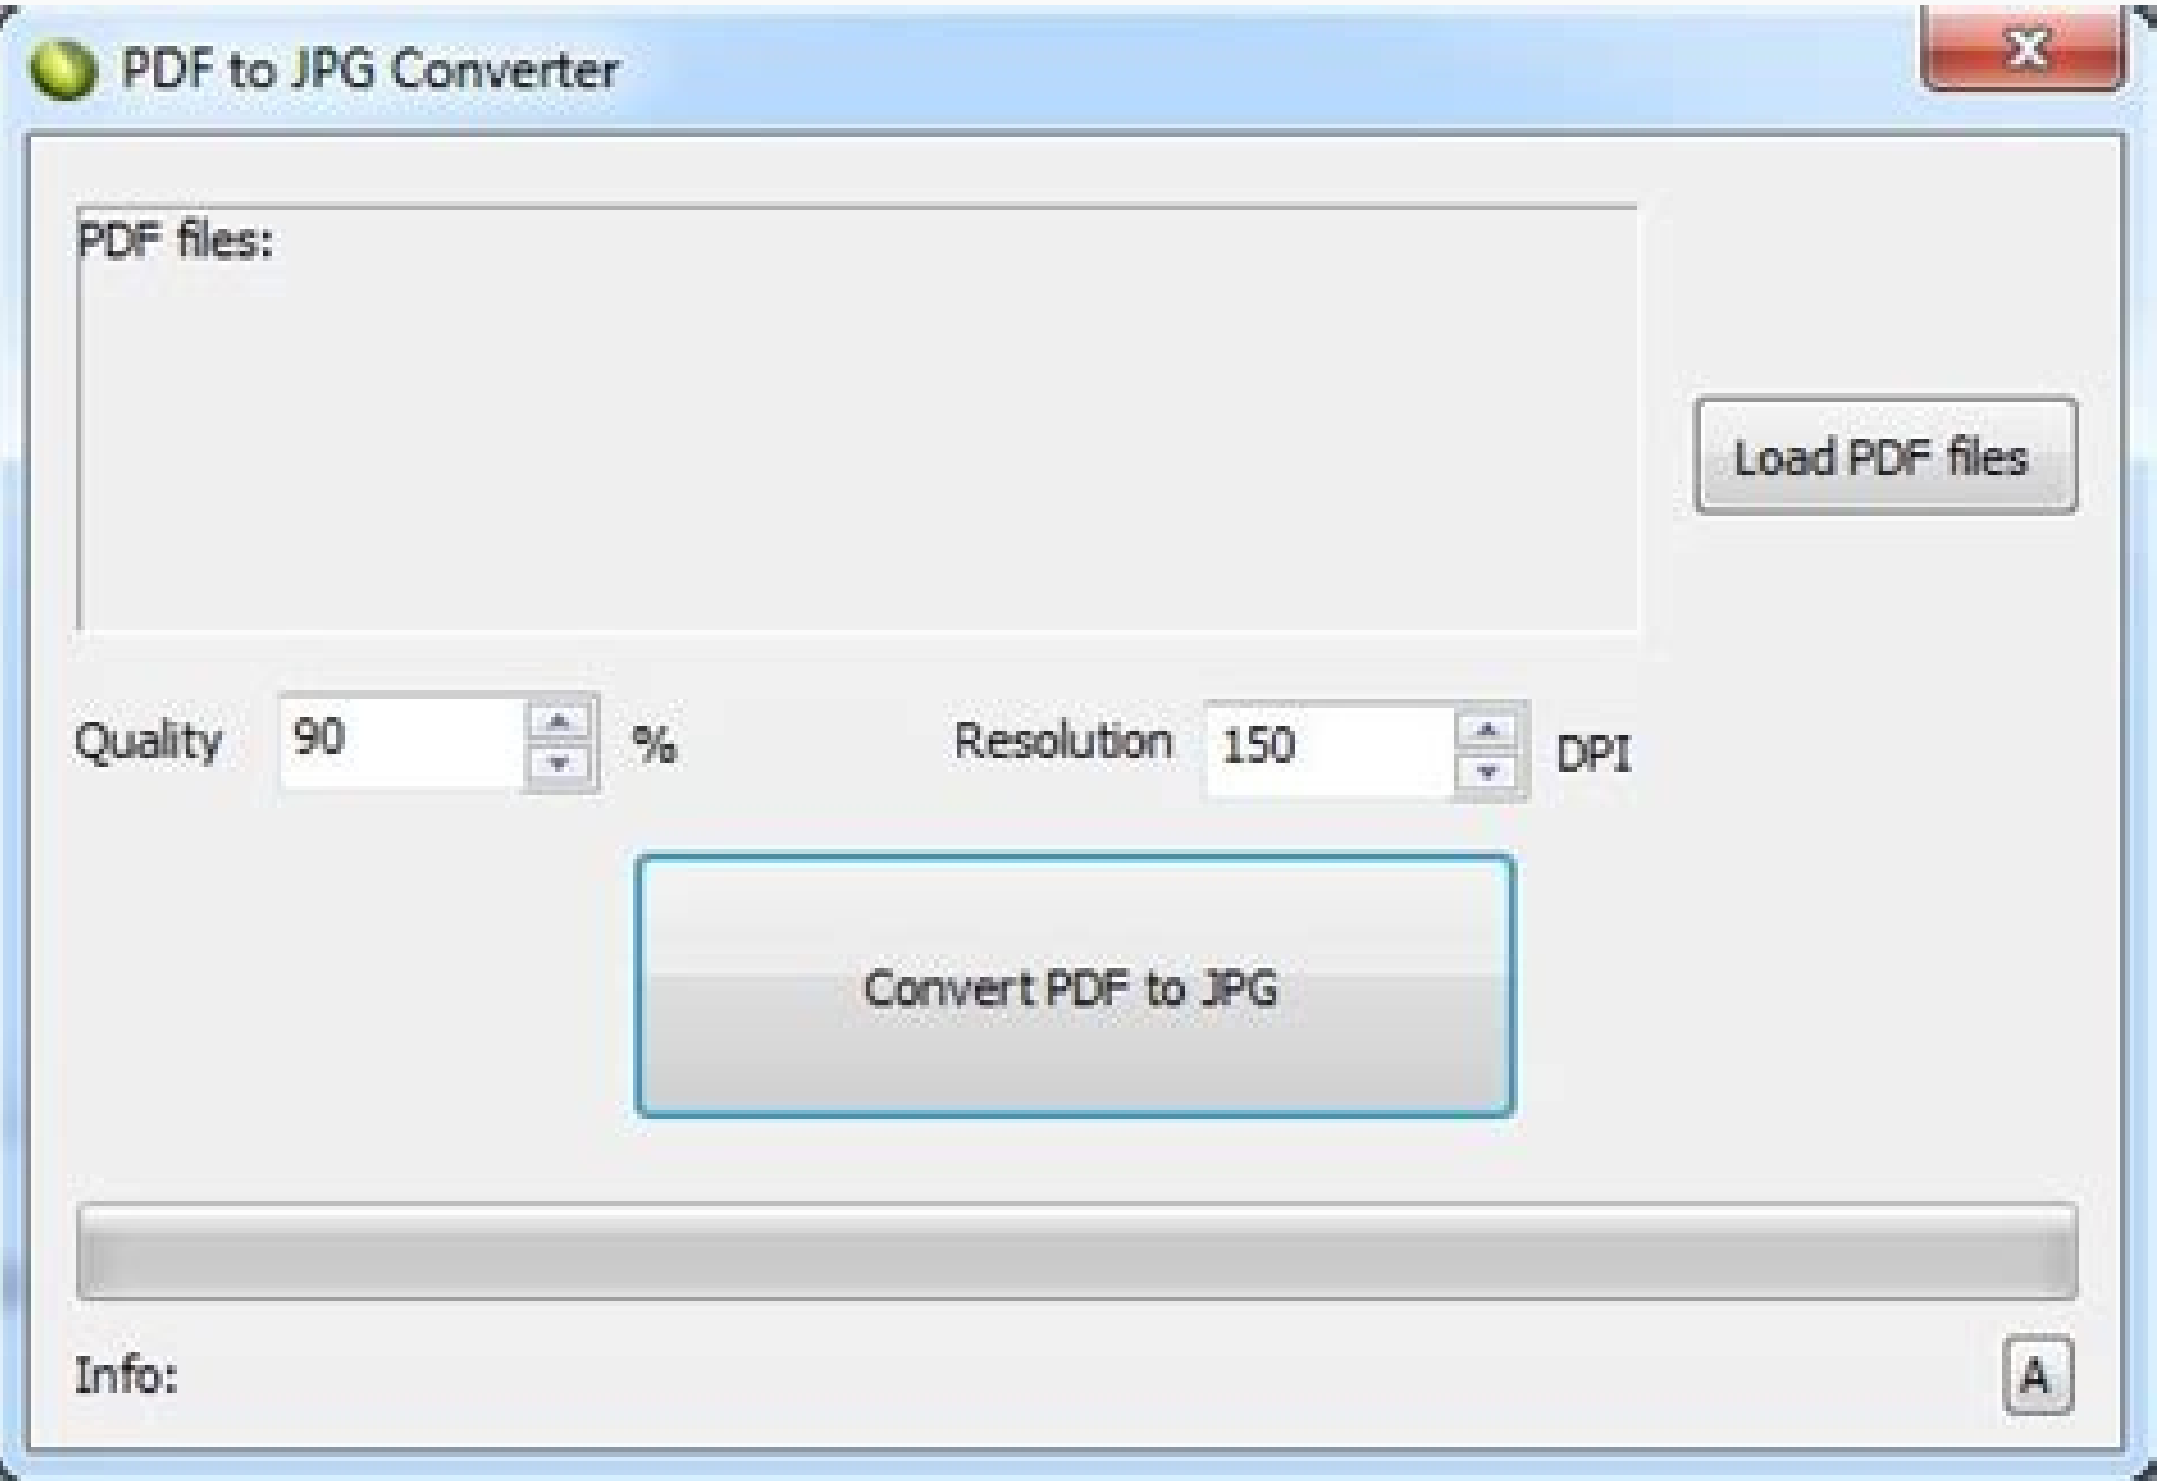 PDF to JPG Converter
PDF files:
Load PDF files
Quality 90 % Resolution 150 DPI
Convert PDF to JPG
Info: A